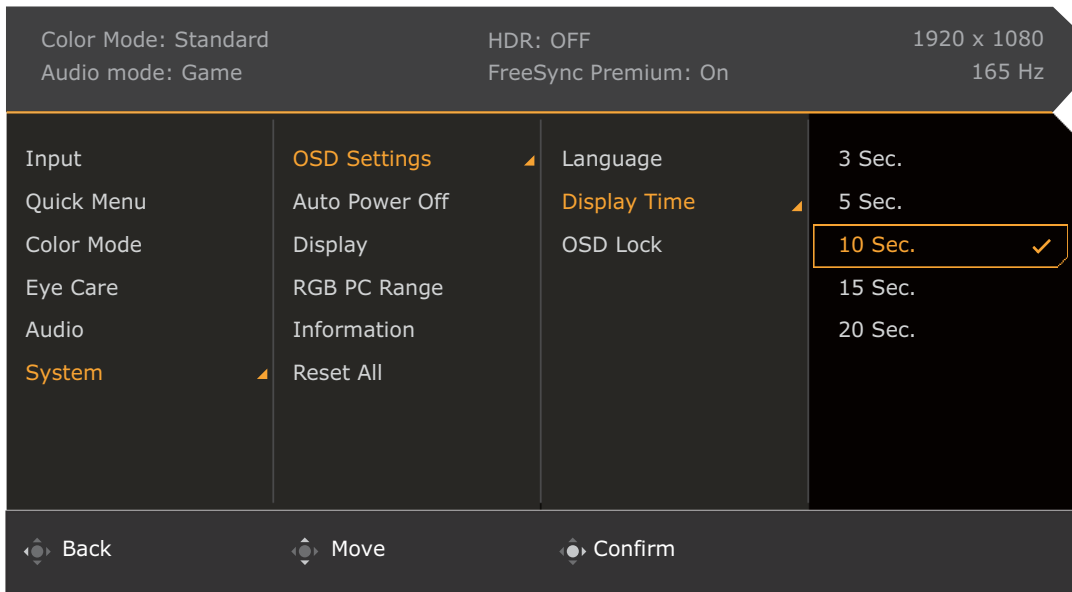 Color Mode: Standard
HDR: OFF
1920 x 1080
Audio mode: Game
FreeSync Premium: On
165 Hz
Input
Quick Menu
Color Mode
Eye Care
Audio
System
OSD Settings
Auto Power Off
Display
RGB PC Range
Information
Reset All
Language
Display Time
OSD Lock
3 Sec.
5 Sec.
10 Sec.
15 Sec.
20 Sec.
Back
Move
Confirm